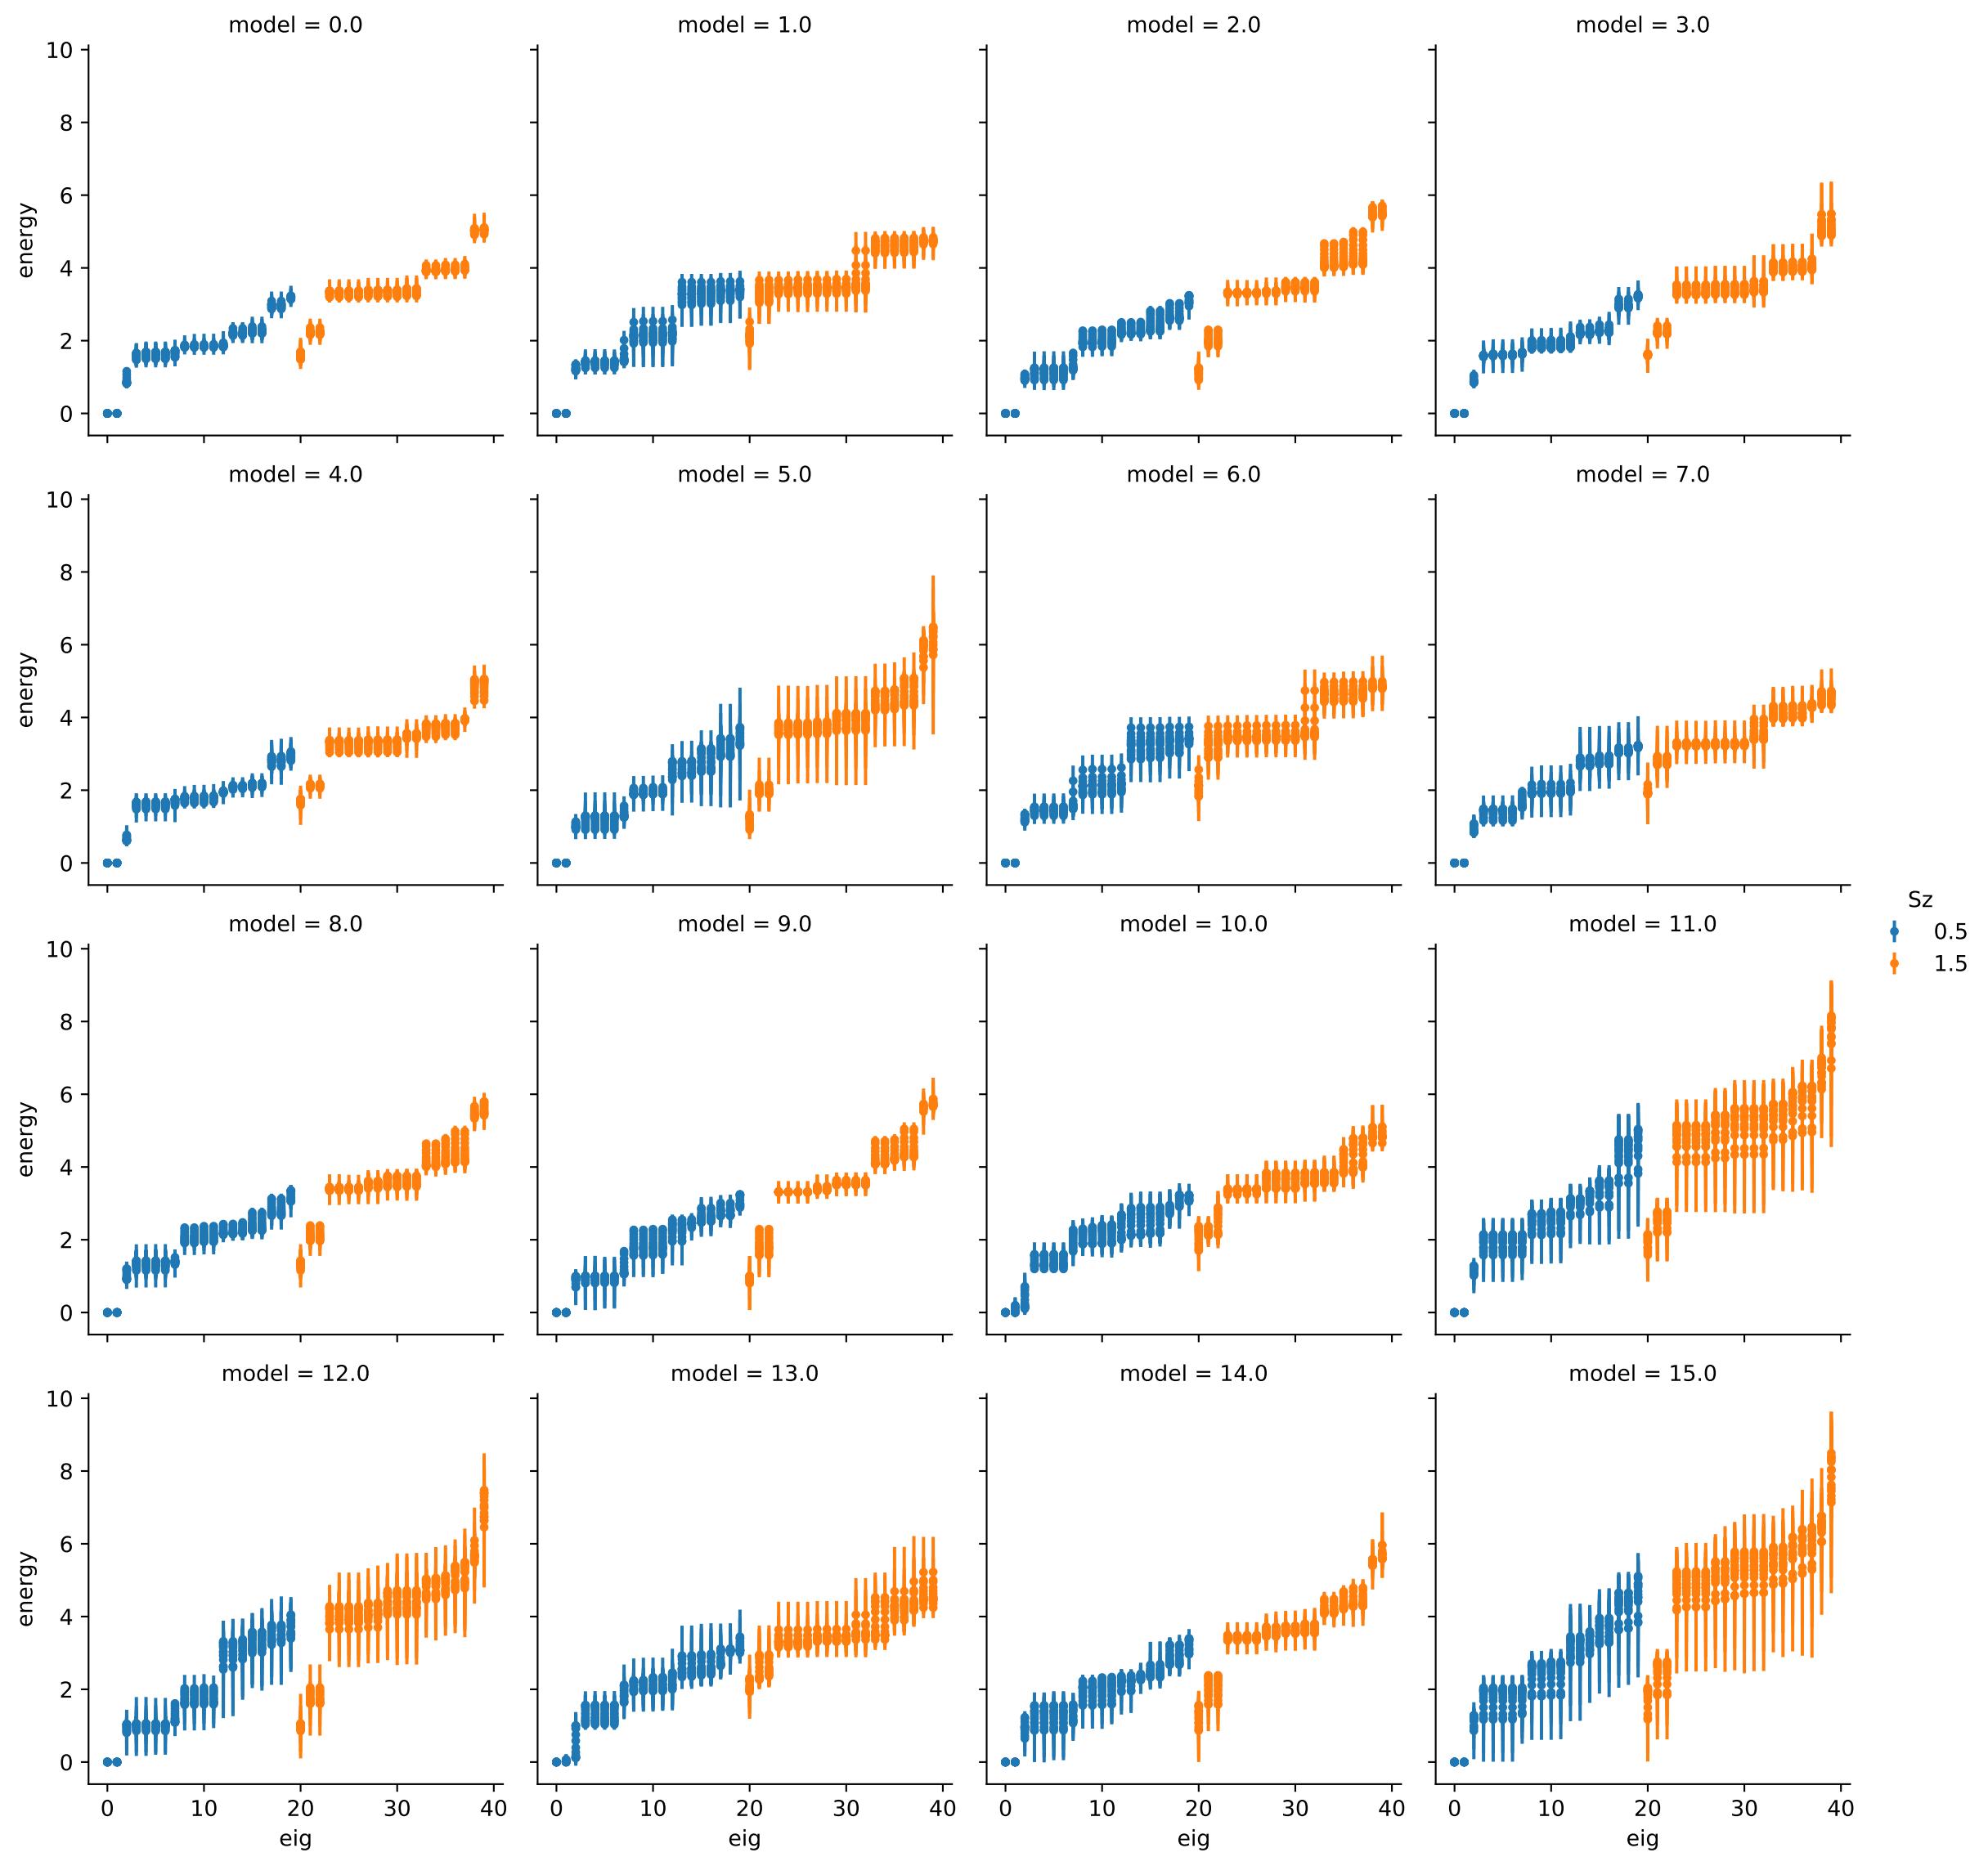 model = 0.0
model = 1.0
model = 2.0
model = 3.0
10
8
6
4
2
0
energy
model = 4.0
model = 5.0
model = 6.0
model = 7.0
10
8
6
4
2
0
energy
Sz
0.5
1.5
model = 8.0
model = 9.0
model = 10.0
model = 11.0
10
8
6
4
2
0
energy
model = 12.0
model = 13.0
model = 14.0
model = 15.0
10
8
6
4
2
0
energy
0 10 20 30 40
0 10 20 30 40
0 10 20 30 40
0 10 20 30 40
eig
eig
eig
eig